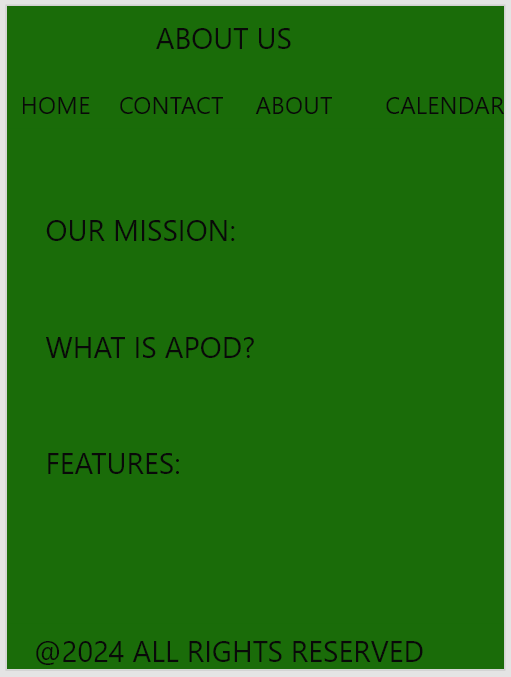 ABOUT US
HOME CONTACT ABOUT CALENDAR
OUR MISSION:
WHAT IS APOD?
FEATURES:
@2024 ALL RIGHTS RESERVED